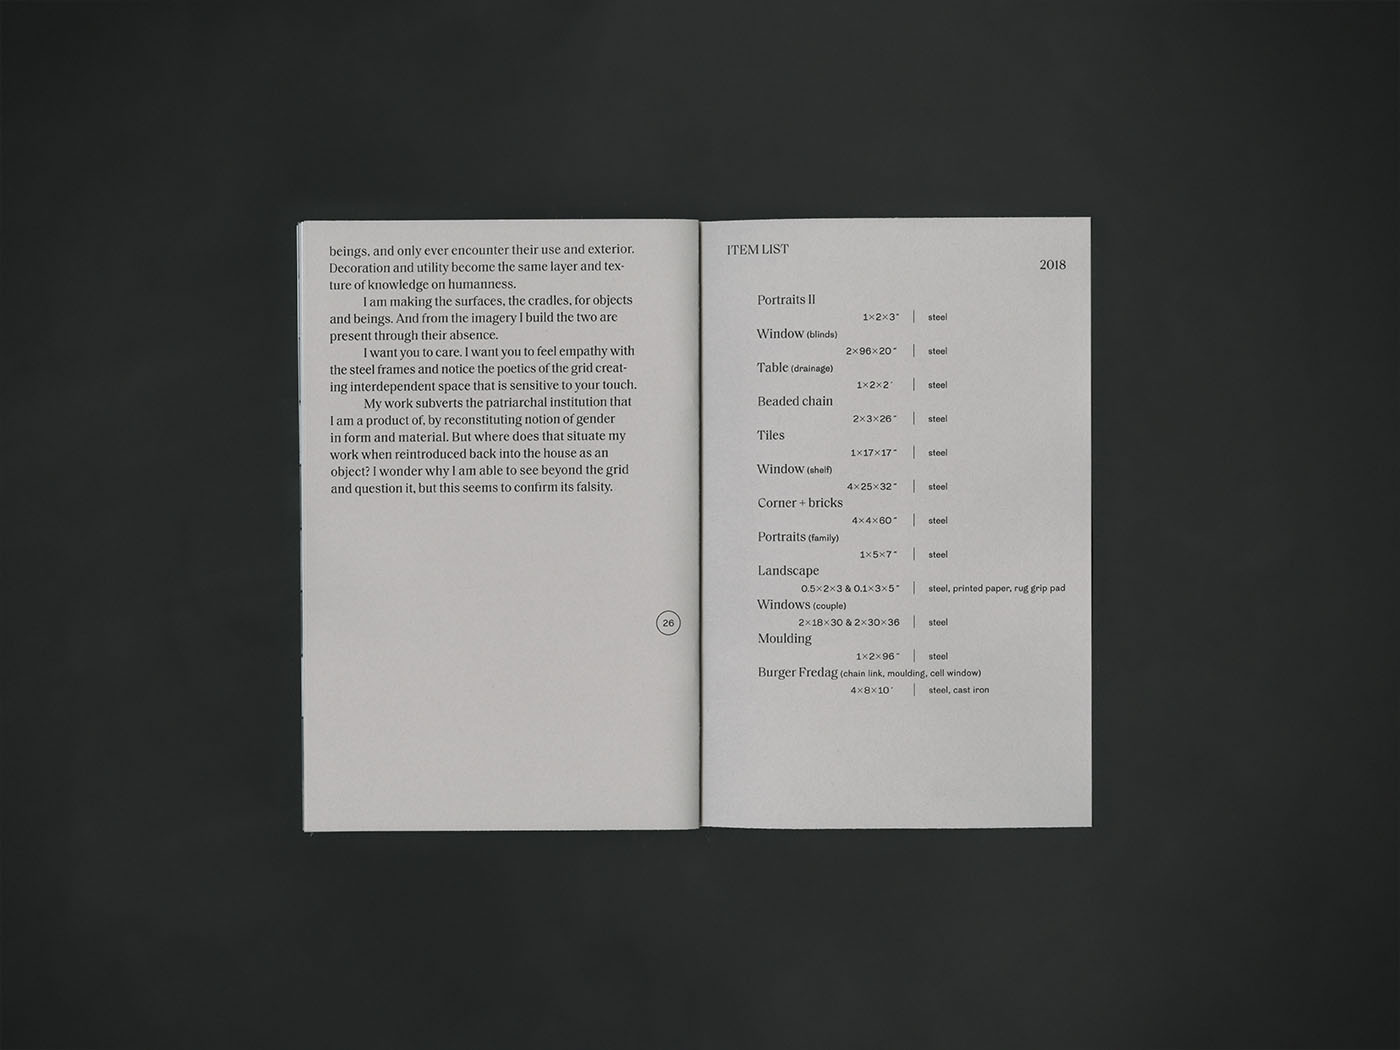 beings, and only ever encounter their use and exterior.
Decoration and utility become the same layer and tex-
ture of knowledge on humanness.
I am making the surfaces, the cradles, for objects
and beings. And from the imagery I build the two are
present through their absence.
I want you to care. I want you to feel empathy with
the steel frames and notice the poetics of the grid creat-
ing interdependent space that is sensitive to your touch.
My work subverts the patriarchal institution that
I am a product of, by reconstituting notion of gender
in form and material. But where does that situate my
work when reintroduced back into the house as an
object? I wonder why I am able to see beyond the grid
and question it, but this seems to confirm its falsity.
26
ITEM LIST
2018
Portraits II
1×2×3" | steel
Window (blinds)
2×96×20" | steel
Table (drainage)
1×2×2' | steel
Beaded chain
2×3×26" | steel
Tiles
1×17×17" | steel
Window (shelf)
4×25×32" | steel
Corner + bricks
4×4×60" | steel
Portraits (family)
1×5×7" | steel
Landscape
0.5×2×3 & 0.1×3×5" | steel, printed paper, rug grip pad
Windows (couple)
2×18×30 & 2×30×36 | steel
Moulding
1×2×96" | steel
Burger Fredag (chain link, moulding, cell window)
4×8×10' | steel, cast iron